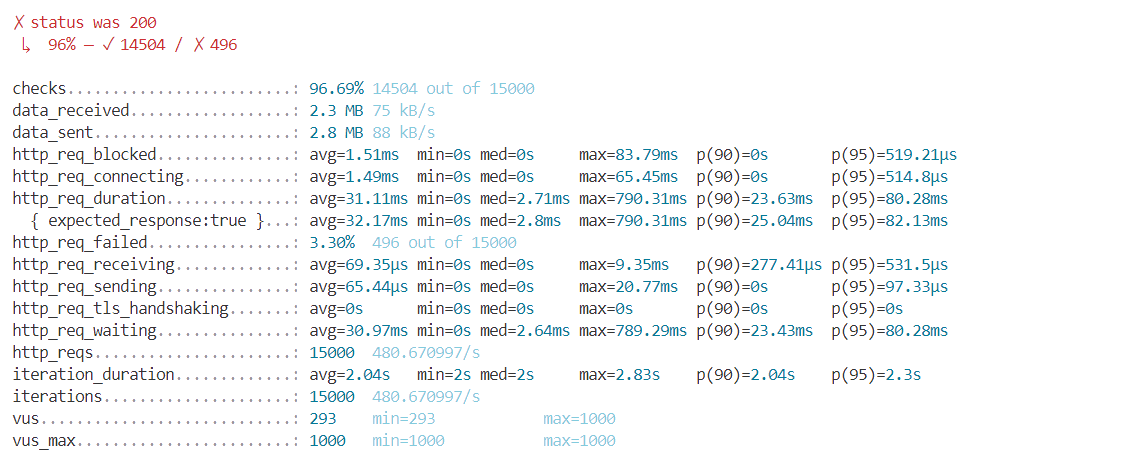 ✗ status was 200
↳ 96% — ✓ 14504 / ✗ 496
checks.........................: 96.69% 14504 out of 15000
data_received..................: 2.3 MB 75 kB/s
data_sent......................: 2.8 MB 88 kB/s
http_req_blocked...............: avg=1.51ms min=0s med=0s max=83.79ms p(90)=0s p(95)=519.21µs
http_req_connecting............: avg=1.49ms min=0s med=0s max=65.45ms p(90)=0s p(95)=514.8µs
http_req_duration..............: avg=31.11ms min=0s med=2.71ms max=790.31ms p(90)=23.63ms p(95)=80.28ms
{ expected_response:true }...: avg=32.17ms min=0s med=2.8ms max=790.31ms p(90)=25.04ms p(95)=82.13ms
http_req_failed................: 3.30% 496 out of 15000
http_req_receiving.............: avg=69.35µs min=0s med=0s max=9.35ms p(90)=277.41µs p(95)=531.5µs
http_req_sending...............: avg=65.44µs min=0s med=0s max=20.77ms p(90)=0s p(95)=97.33µs
http_req_tls_handshaking.......: avg=0s min=0s med=0s max=0s p(90)=0s p(95)=0s
http_req_waiting...............: avg=30.97ms min=0s med=2.64ms max=789.29ms p(90)=23.43ms p(95)=80.28ms
http_reqs......................: 15000 480.670997/s
iteration_duration.............: avg=2.04s min=2s med=2s max=2.83s p(90)=2.04s p(95)=2.3s
iterations.....................: 15000 480.670997/s
vus............................: 293 min=293 max=1000
vus_max........................: 1000 min=1000 max=1000